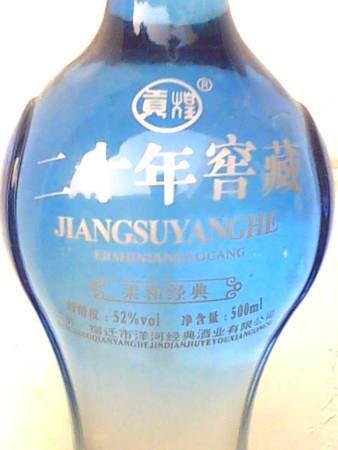 貢煌®
二十年窖藏
JIANGSUYANGHE
ERSHINIANJIAOCANG
柔和经典
酒精度：52%vol 净含量：500ml
宿迁市洋河经典酒业有限公司